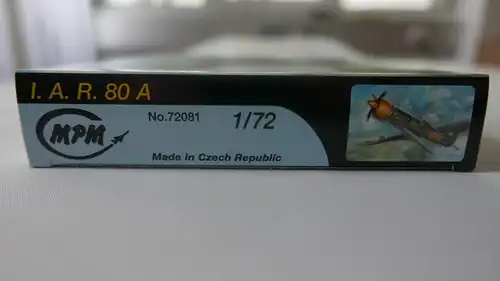 I. A. R. 80 A
MPM
No.72081
1/72
Made in Czech Republic